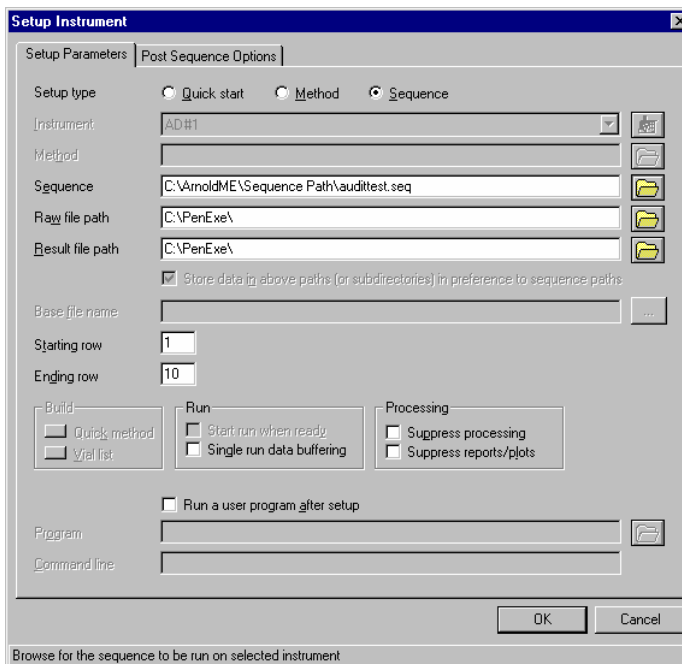 Setup Instrument
Setup Parameters Post Sequence Options
Setup type Quick start Method Sequence
Instrument AD#1
Method
Sequence C:\ArnoldME\Sequence Path\audittest.seq
Raw file path C:\PenExe\
Result file path C:\PenExe\
Store data in above paths (or subdirectories) in preference to sequence paths
Base file name ...
Starting row 1
Ending row 10
Build Run Processing
Quick method Start run when ready Suppress processing
Vial list Single run data buffering Suppress reports/plots
Run a user program after setup
Program
Command line
OK Cancel
Browse for the sequence to be run on selected instrument